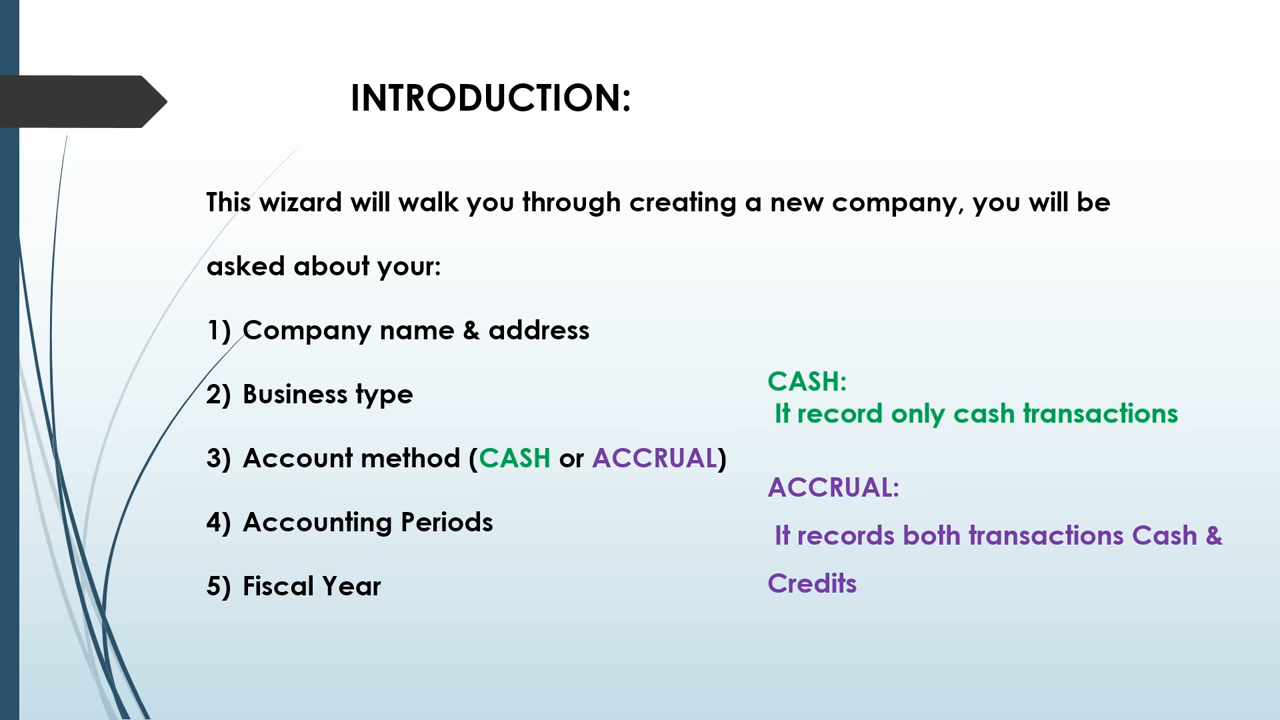 INTRODUCTION:
This wizard will walk you through creating a new company, you will be
asked about your:
1) Company name & address
2) Business type
3) Account method (CASH or ACCRUAL)
4) Accounting Periods
5) Fiscal Year
CASH:
It record only cash transactions
ACCRUAL:
It records both transactions Cash &
Credits